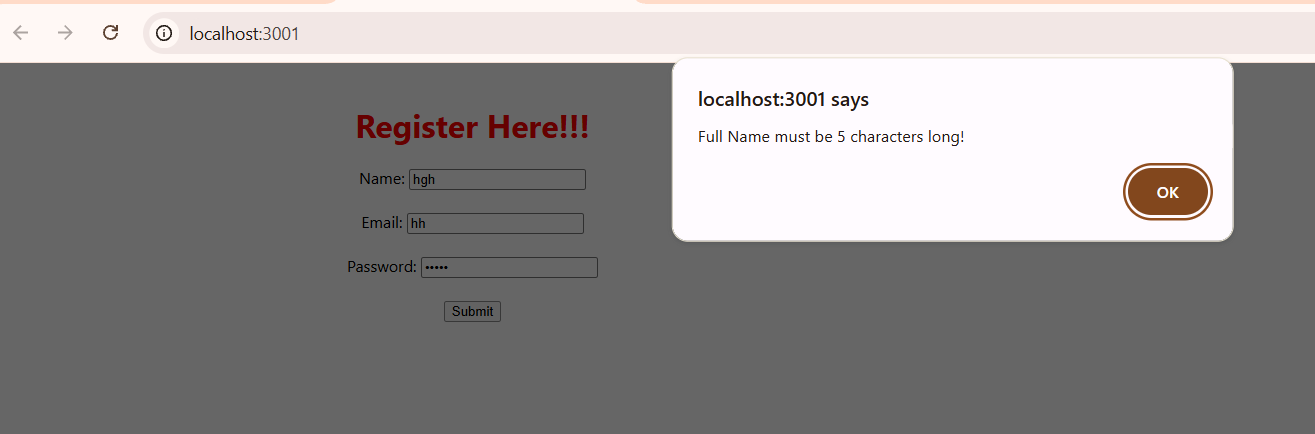 localhost:3001
localhost:3001 says
Full Name must be 5 characters long!
OK
Register Here!!!
Name: hgh
Email: hh
Password: •••••
Submit